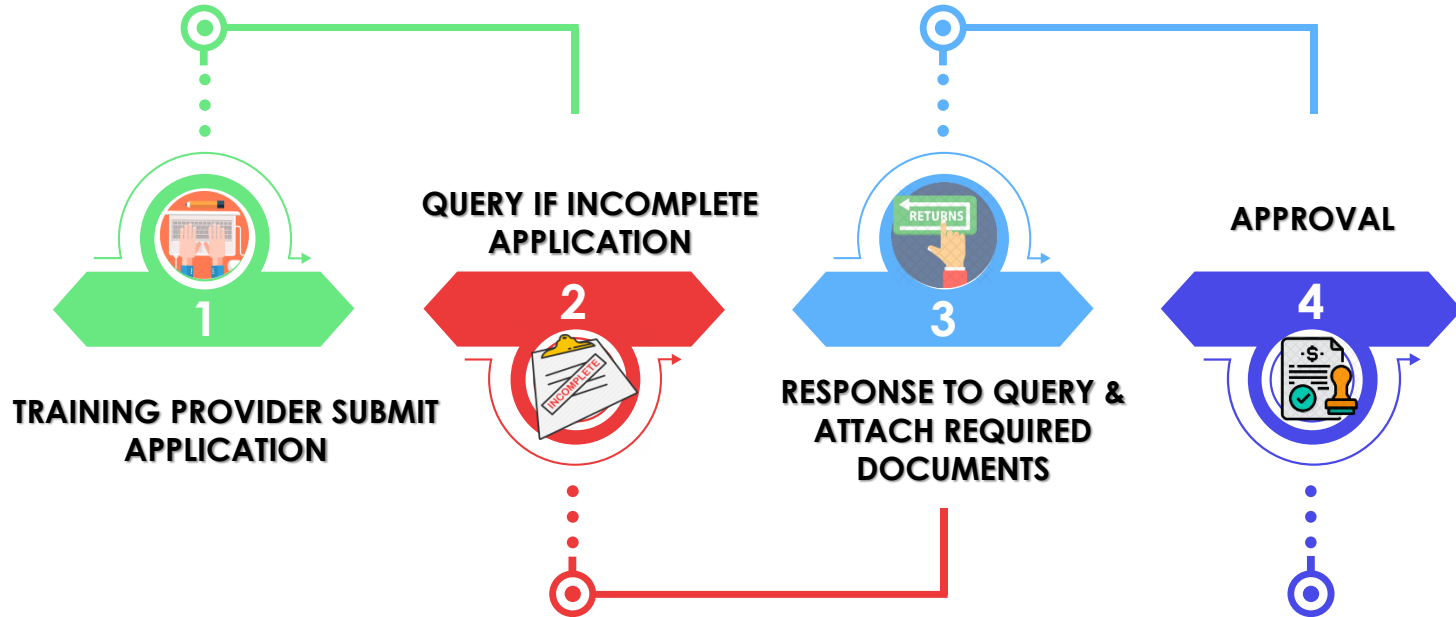 1
TRAINING PROVIDER SUBMIT
APPLICATION
QUERY IF INCOMPLETE
APPLICATION
2
INCOMPLETE
RETURNS
3
RESPONSE TO QUERY &
ATTACH REQUIRED
DOCUMENTS
APPROVAL
4
-$-